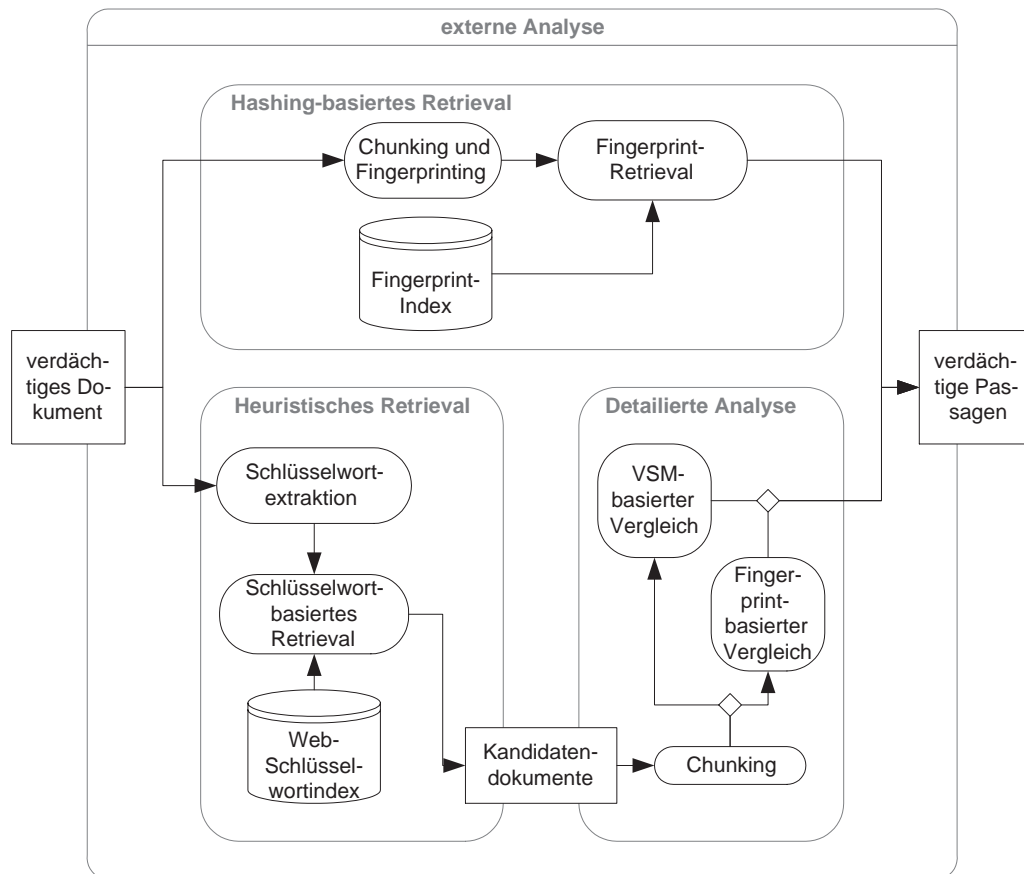 externe Analyse
Hashing-basiertes Retrieval
Chunking und
Fingerprinting
Fingerprint-
Retrieval
Fingerprint-
Index
verdäch-
tiges Do-
kument
verdäch-
tige Pas-
sagen
Heuristisches Retrieval
Schlüsselwort-
extraktion
Schlüsselwort-
basiertes
Retrieval
Web-
Schlüssel-
wortindex
Kandidaten-
dokumente
Detailierte Analyse
VSM-
basierter
Vergleich
Finger-
print-
basierter
Vergleich
Chunking